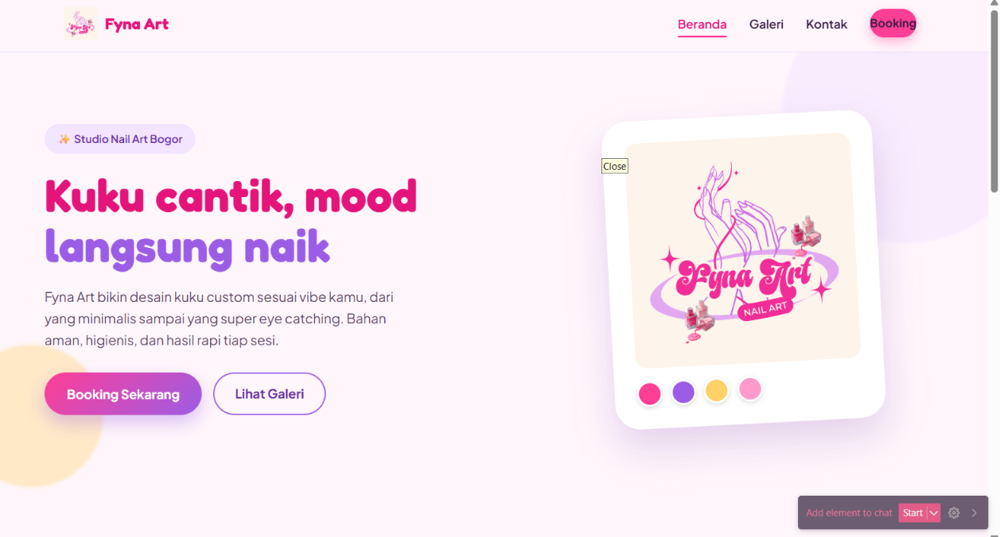 Fyna Art
Beranda
Galeri
Kontak
Booking
✨ Studio Nail Art Bogor
Kuku cantik, mood
langsung naik
Fyna Art bikin desain kuku custom sesuai vibe kamu, dari
yang minimalis sampai yang super eye catching. Bahan
aman, higienis, dan hasil rapi tiap sesi.
Booking Sekarang
Lihat Galeri
Close
Fyna Art
NAIL ART
Add element to chat
Start